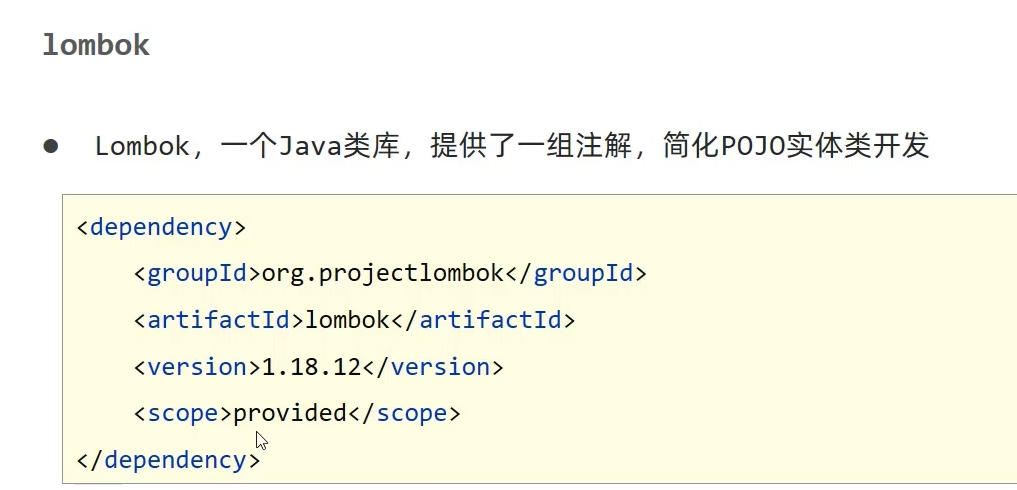 lombok
● Lombok，一个Java类库，提供了一组注解，简化POJO实体类开发
<dependency>
    <groupId>org.projectlombok</groupId>
    <artifactId>lombok</artifactId>
    <version>1.18.12</version>
    <scope>provided</scope>
</dependency>